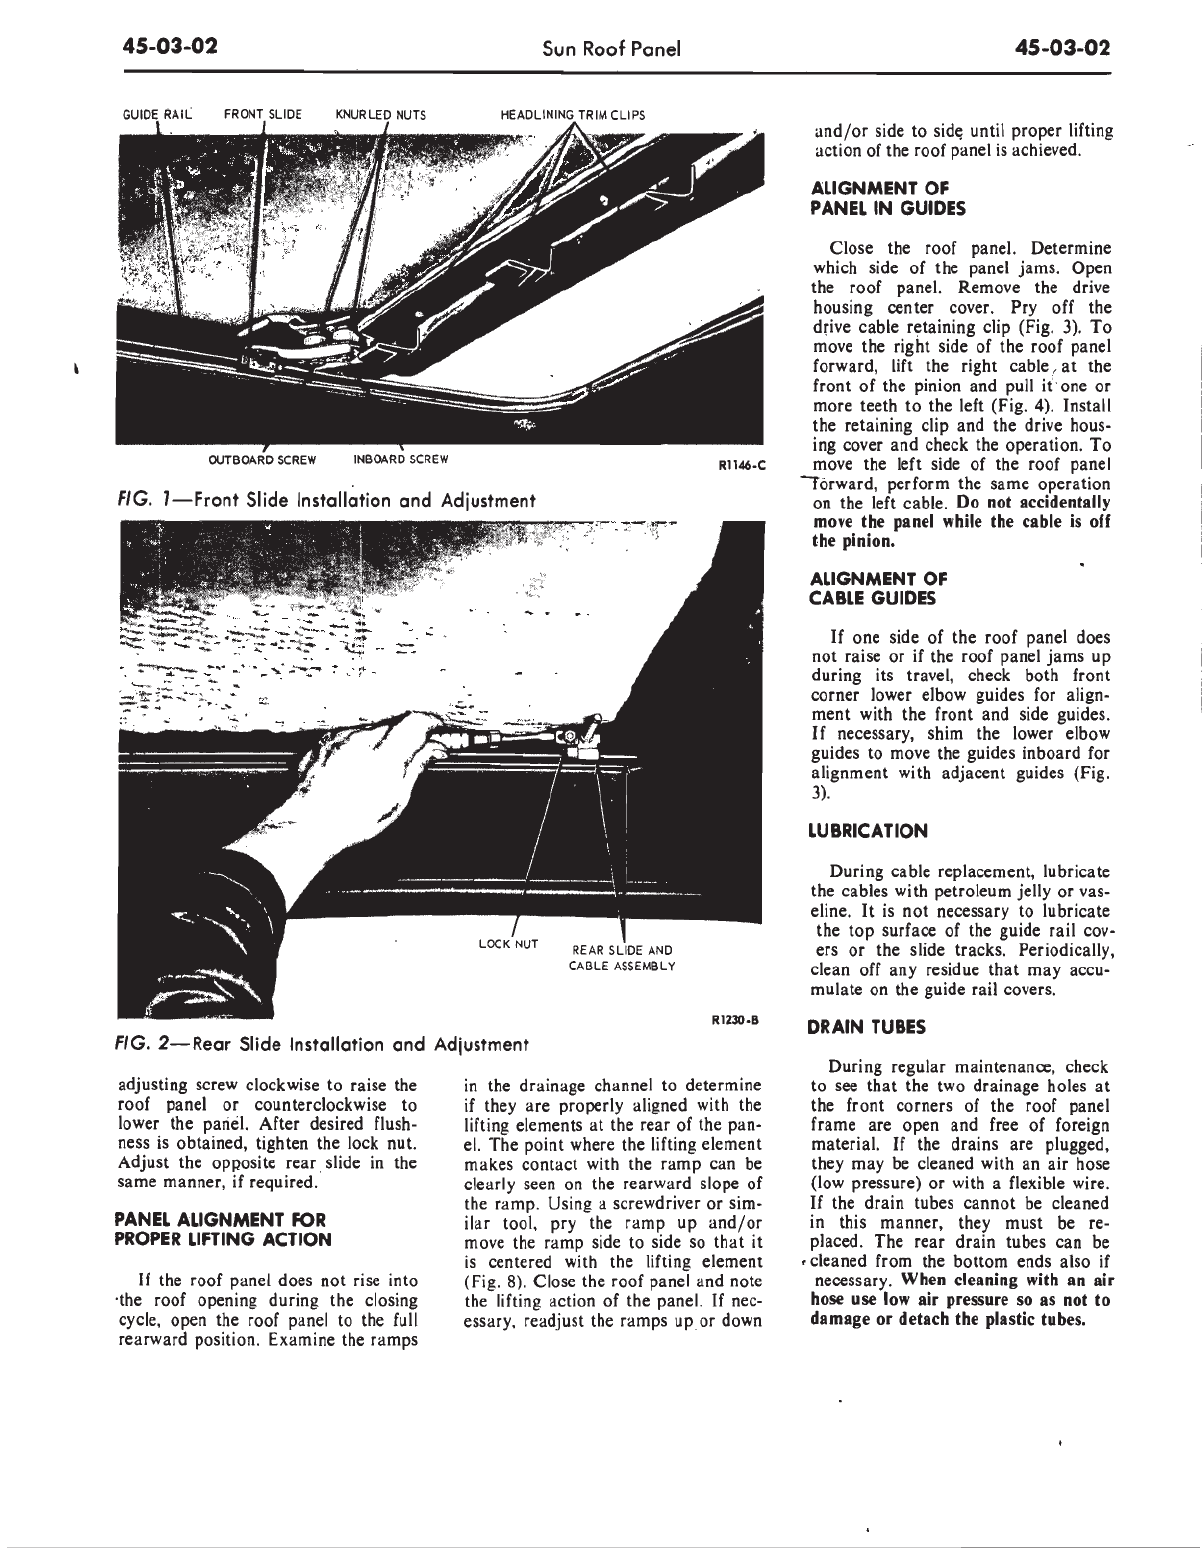 45-03-02 Sun Roof Panel 45-03-02
GUIDE RAIL FRONT SLIDE KNURLED NUTS HEADLINING TRIM CLIPS
OUTBOARD SCREW INBOARD SCREW
R1146-C
FIG. 1—Front Slide Installation and Adjustment
LOCK NUT
REAR SLIDE AND
CABLE ASSEMBLY
R1230-B
FIG. 2—Rear Slide Installation and Adjustment
adjusting screw clockwise to raise the
roof panel or counterclockwise to
lower the panel. After desired flush-
ness is obtained, tighten the lock nut.
Adjust the opposite rear slide in the
same manner, if required.
PANEL ALIGNMENT FOR
PROPER LIFTING ACTION
If the roof panel does not rise into
the roof opening during the closing
cycle, open the roof panel to the full
rearward position. Examine the ramps
in the drainage channel to determine
if they are properly aligned with the
lifting elements at the rear of the pan-
el. The point where the lifting element
makes contact with the ramp can be
clearly seen on the rearward slope of
the ramp. Using a screwdriver or sim-
ilar tool, pry the ramp up and/or
move the ramp side to side so that it
is centered with the lifting element
(Fig. 8). Close the roof panel and note
the lifting action of the panel. If nec-
essary, readjust the ramps up or down
and/or side to side until proper lifting
action of the roof panel is achieved.
ALIGNMENT OF
PANEL IN GUIDES
Close the roof panel. Determine
which side of the panel jams. Open
the roof panel. Remove the drive
housing center cover. Pry off the
drive cable retaining clip (Fig. 3). To
move the right side of the roof panel
forward, lift the right cable at the
front of the pinion and pull it one or
more teeth to the left (Fig. 4). Install
the retaining clip and the drive hous-
ing cover and check the operation. To
move the left side of the roof panel
forward, perform the same operation
on the left cable. Do not accidentally
move the panel while the cable is off
the pinion.
ALIGNMENT OF
CABLE GUIDES
If one side of the roof panel does
not raise or if the roof panel jams up
during its travel, check both front
corner lower elbow guides for align-
ment with the front and side guides.
If necessary, shim the lower elbow
guides to move the guides inboard for
alignment with adjacent guides (Fig.
3).
LUBRICATION
During cable replacement, lubricate
the cables with petroleum jelly or vas-
eline. It is not necessary to lubricate
the top surface of the guide rail cov-
ers or the slide tracks. Periodically,
clean off any residue that may accu-
mulate on the guide rail covers.
DRAIN TUBES
During regular maintenance, check
to see that the two drainage holes at
the front corners of the roof panel
frame are open and free of foreign
material. If the drains are plugged,
they may be cleaned with an air hose
(low pressure) or with a flexible wire.
If the drain tubes cannot be cleaned
in this manner, they must be re-
placed. The rear drain tubes can be
cleaned from the bottom ends also if
necessary. When cleaning with an air
hose use low air pressure so as not to
damage or detach the plastic tubes.